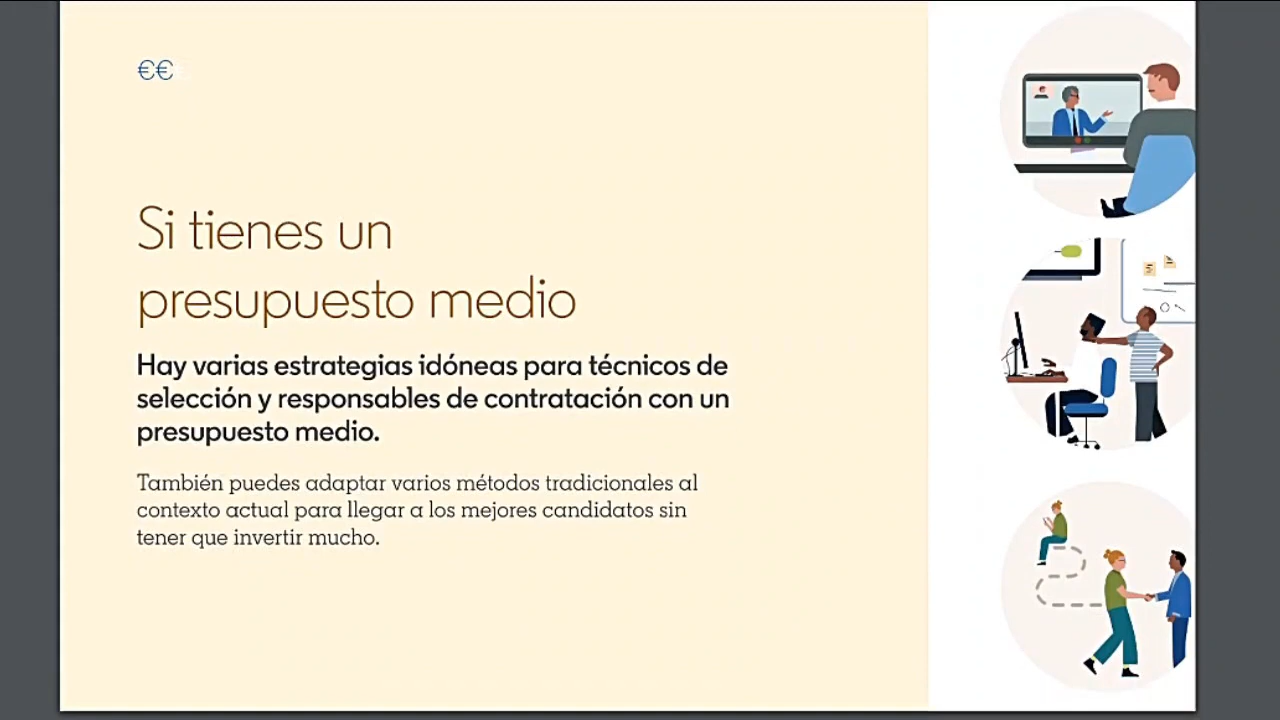 €€
Si tienes un
presupuesto medio
Hay varias estrategias idóneas para técnicos de
selección y responsables de contratación con un
presupuesto medio.
También puedes adaptar varios métodos tradicionales al
contexto actual para llegar a los mejores candidatos sin
tener que invertir mucho.